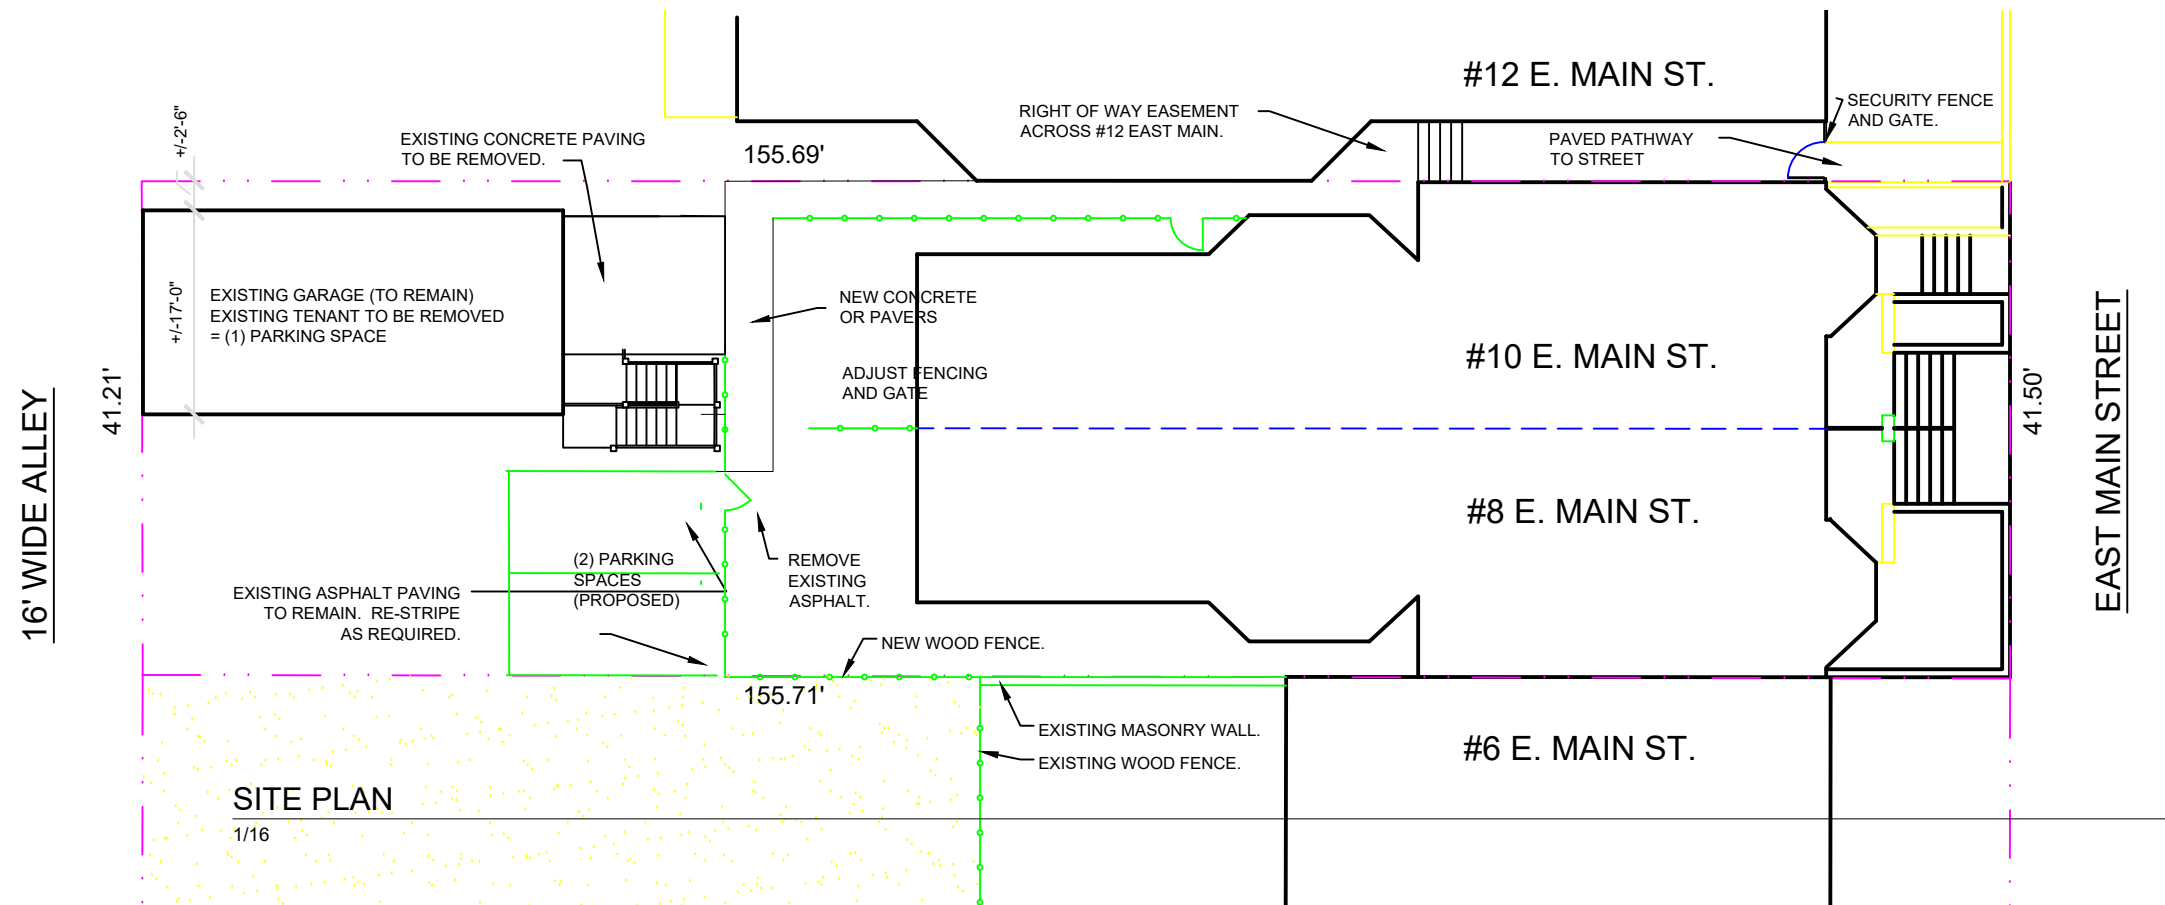 #12 E. MAIN ST.
SECURITY FENCE
AND GATE.
RIGHT OF WAY EASEMENT
ACROSS #12 EAST MAIN.
PAVED PATHWAY
TO STREET
+/-2'-6"
EXISTING CONCRETE PAVING
TO BE REMOVED.
155.69'
EXISTING GARAGE (TO REMAIN)
EXISTING TENANT TO BE REMOVED
= (1) PARKING SPACE
+/-17'-0"
NEW CONCRETE
OR PAVERS
ADJUST FENCING
AND GATE
#10 E. MAIN ST.
41.21'
16' WIDE ALLEY
41.50'
EAST MAIN STREET
#8 E. MAIN ST.
(2) PARKING
SPACES
(PROPOSED)
REMOVE
EXISTING
ASPHALT.
EXISTING ASPHALT PAVING
TO REMAIN. RE-STRIPE
AS REQUIRED.
NEW WOOD FENCE.
155.71'
EXISTING MASONRY WALL.
EXISTING WOOD FENCE.
#6 E. MAIN ST.
SITE PLAN
1/16